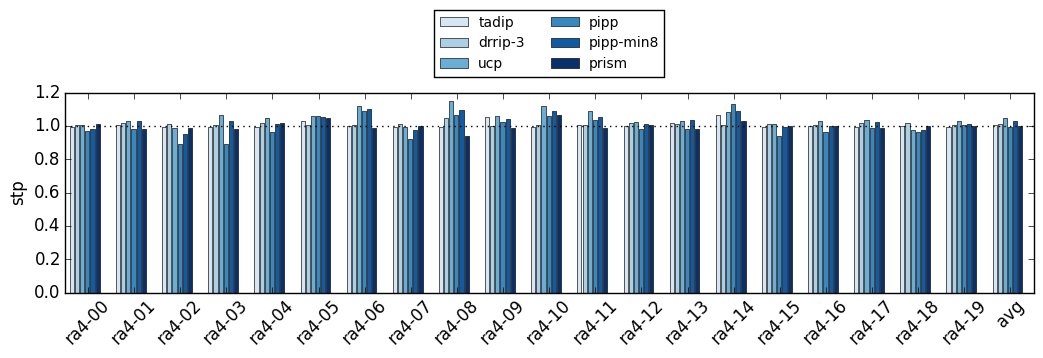 tadip pipp
drrip-3 pipp-min8
ucp prism
1.2
1.0
0.8
0.6
0.4
0.2
0.0
stp
ra4-00 ra4-01 ra4-02 ra4-03 ra4-04 ra4-05 ra4-06 ra4-07 ra4-08 ra4-09 ra4-10 ra4-11 ra4-12 ra4-13 ra4-14 ra4-15 ra4-16 ra4-17 ra4-18 ra4-19 avg